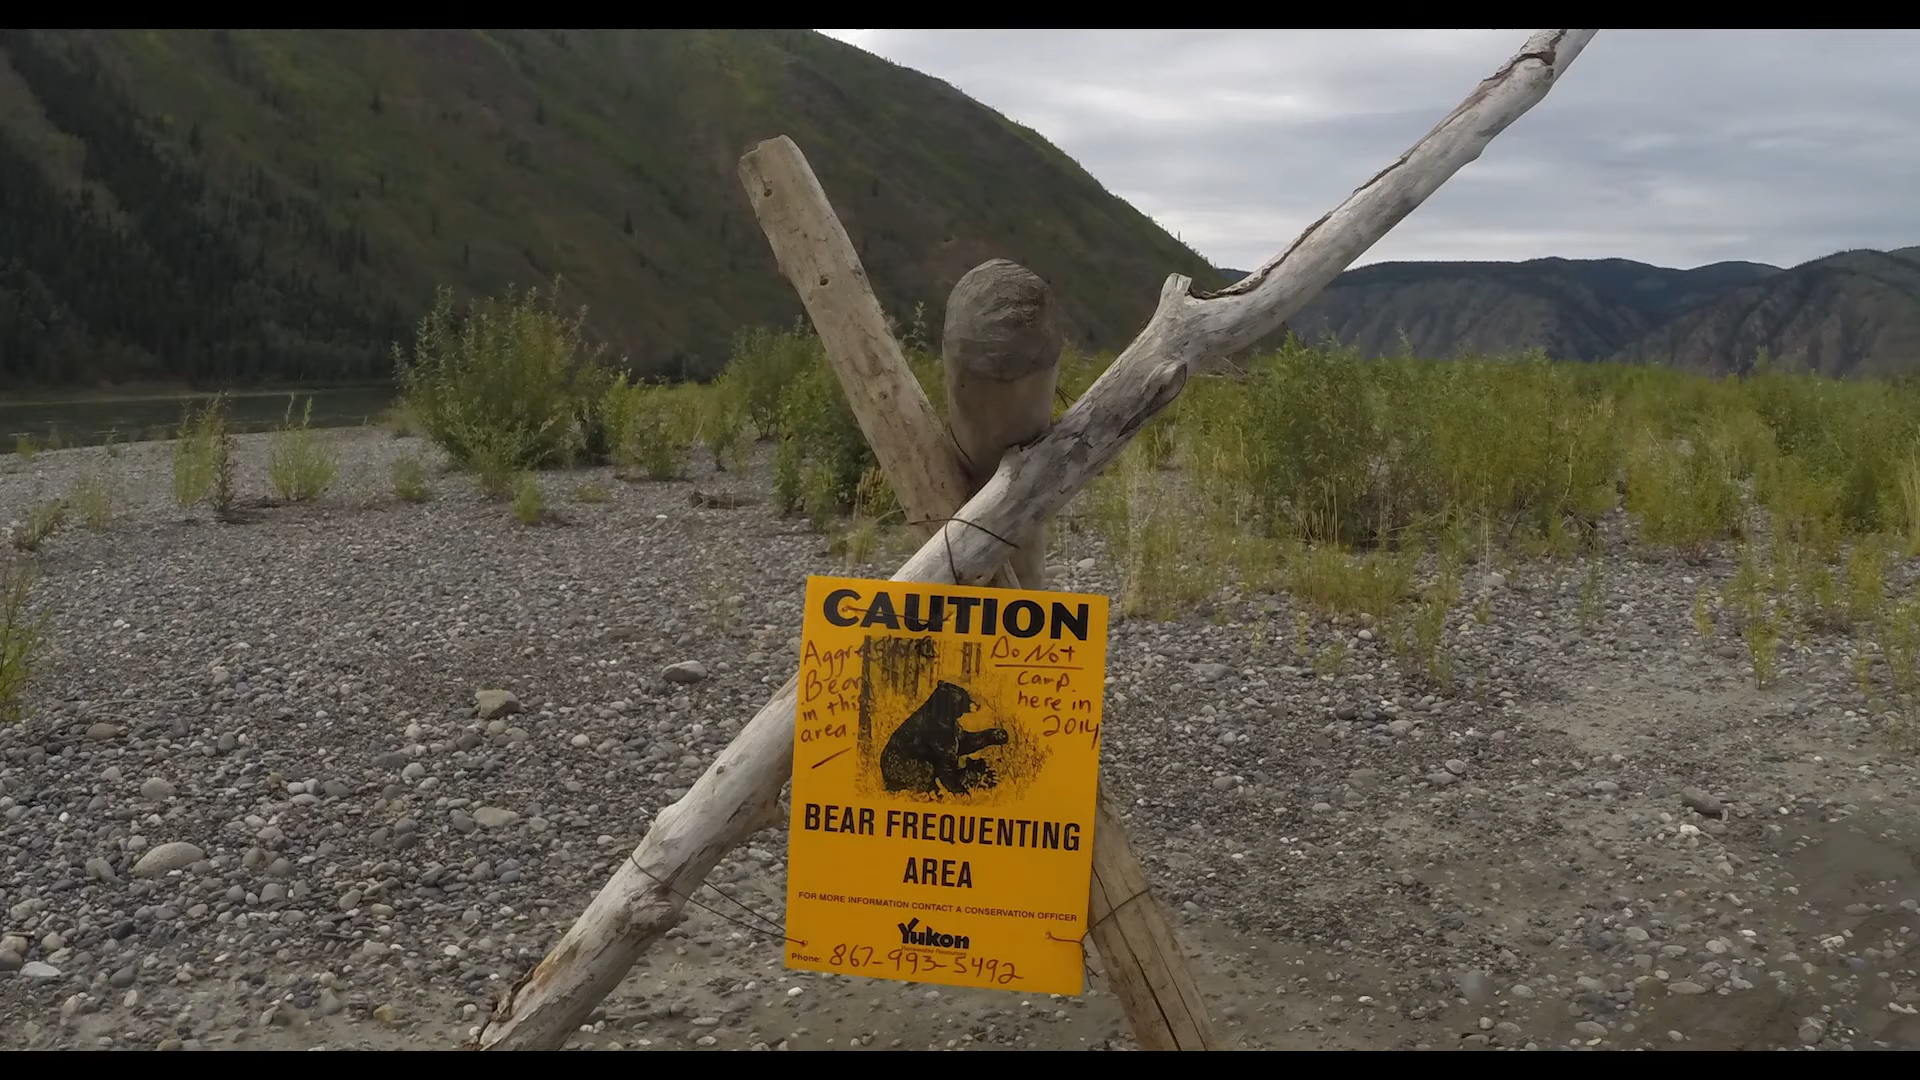 CAUTION
Aggressive
Bear
in this
area.
Do Not
camp
here in
2014
BEAR FREQUENTING
AREA
FOR MORE INFORMATION CONTACT A CONSERVATION OFFICER
Yukon
Phone: 867-993-5492